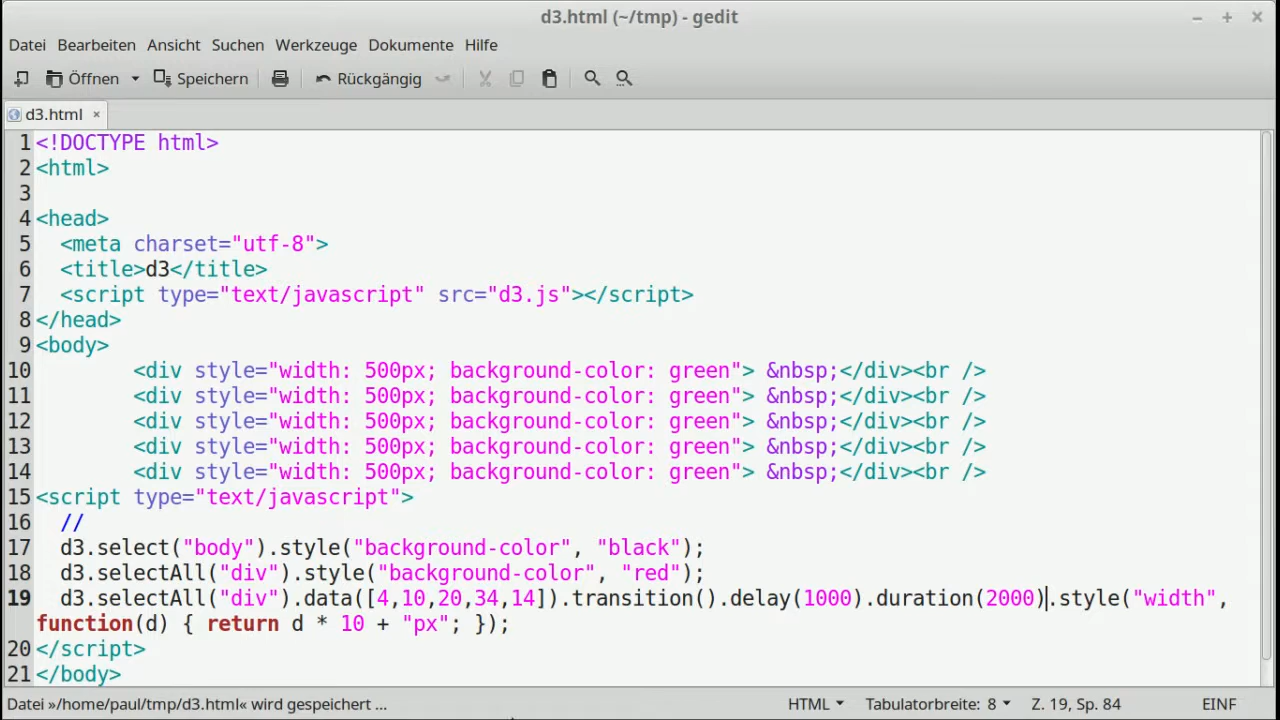 d3.html (~/tmp) - gedit
Datei Bearbeiten Ansicht Suchen Werkzeuge Dokumente Hilfe
Öffnen Speichern Rückgängig
d3.html
1 <!DOCTYPE html>
2 <html>
3
4 <head>
5   <meta charset="utf-8">
6   <title>d3</title>
7   <script type="text/javascript" src="d3.js"></script>
8 </head>
9 <body>
10         <div style="width: 500px; background-color: green"> &nbsp;</div><br />
11         <div style="width: 500px; background-color: green"> &nbsp;</div><br />
12         <div style="width: 500px; background-color: green"> &nbsp;</div><br />
13         <div style="width: 500px; background-color: green"> &nbsp;</div><br />
14         <div style="width: 500px; background-color: green"> &nbsp;</div><br />
15 <script type="text/javascript">
16   //
17   d3.select("body").style("background-color", "black");
18   d3.selectAll("div").style("background-color", "red");
19   d3.selectAll("div").data([4,10,20,34,14]).transition().delay(1000).duration(2000).style("width",
function(d) { return d * 10 + "px"; });
20 </script>
21 </body>
Datei »/home/paul/tmp/d3.html« wird gespeichert ... HTML Tabulatorbreite: 8 Z. 19, Sp. 84 EINF